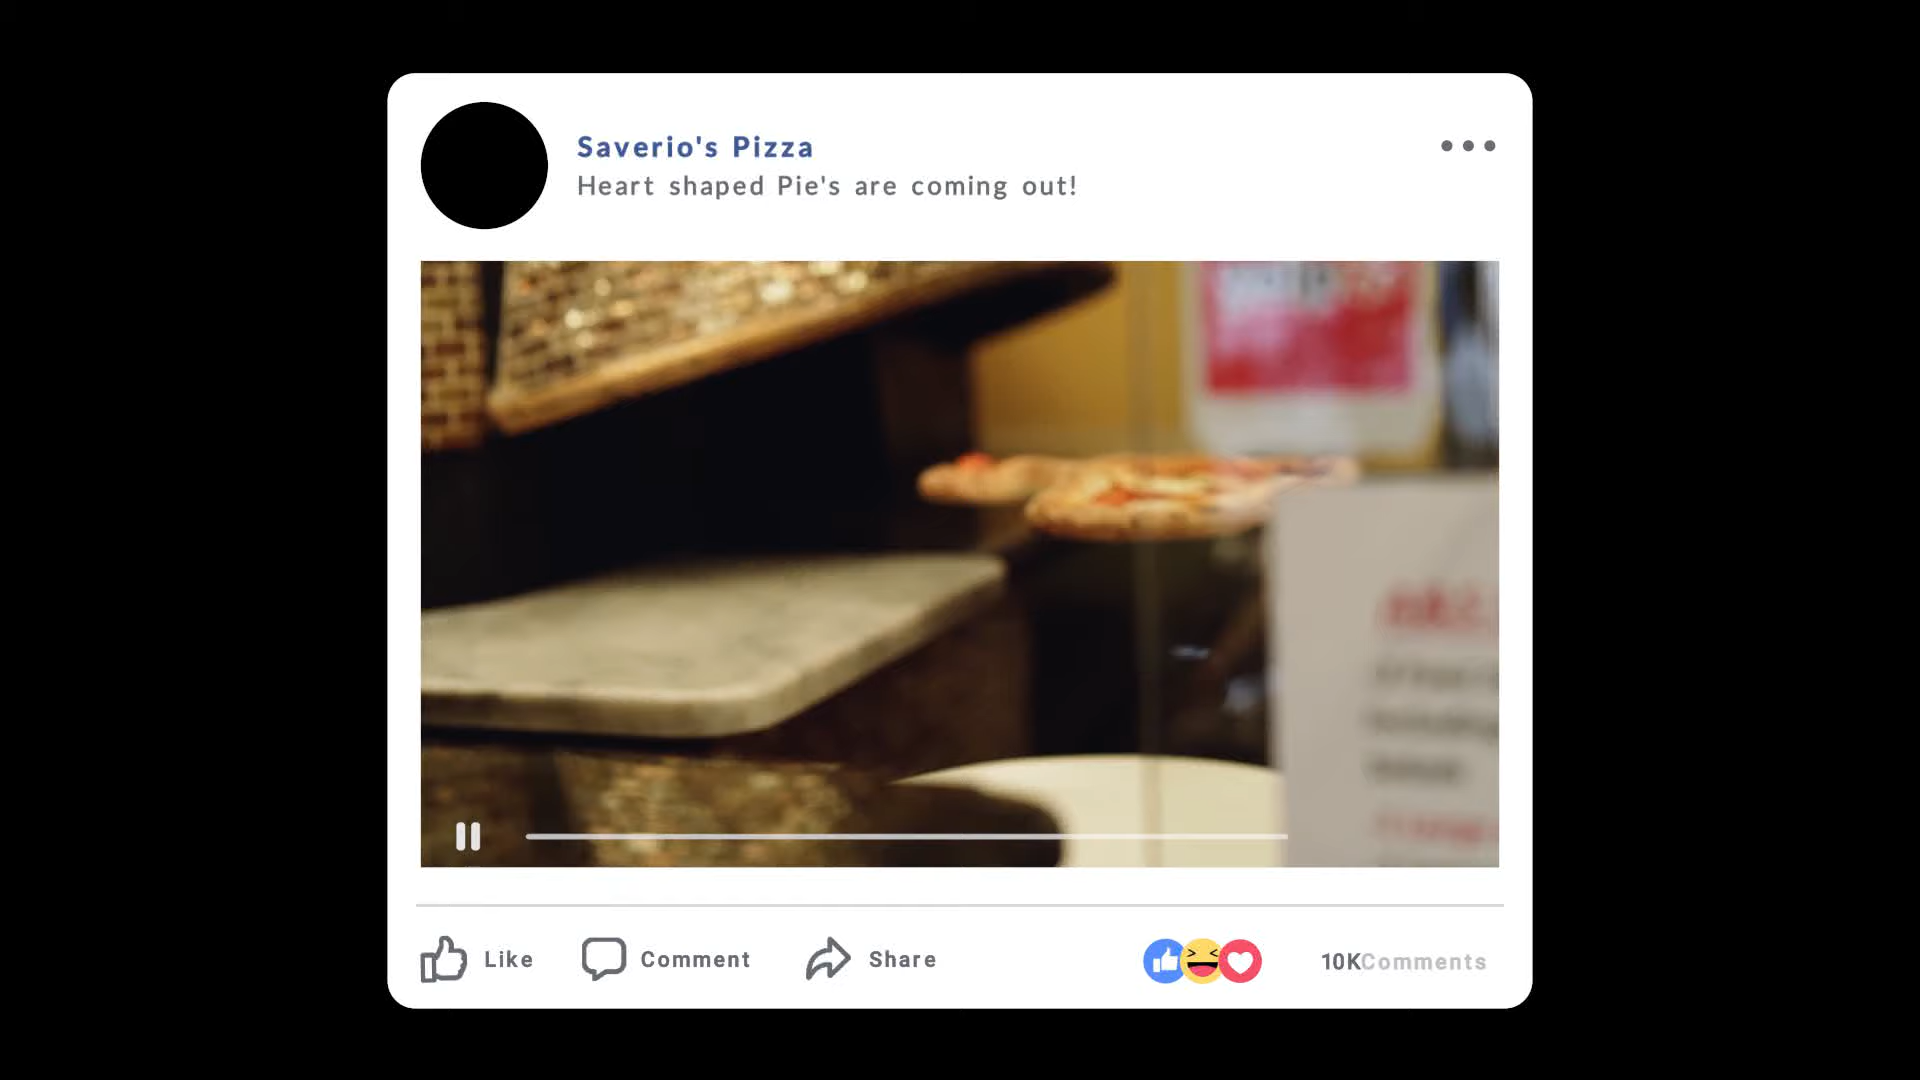 Saverio's Pizza
Heart shaped Pie's are coming out!
Like Comment Share 10KComments